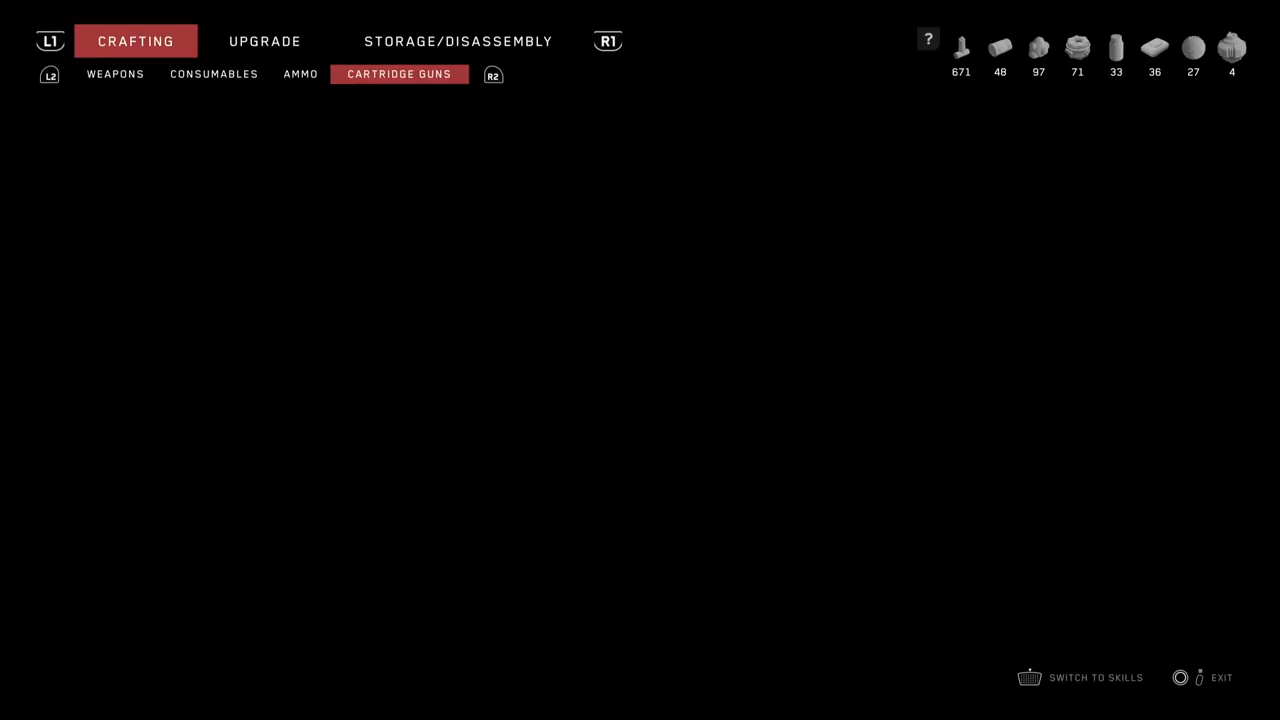 L1 CRAFTING UPGRADE STORAGE/DISASSEMBLY R1 ?
L2 WEAPONS CONSUMABLES AMMO CARTRIDGE GUNS R2
671 48 97 71 33 36 27 4
SWITCH TO SKILLS EXIT